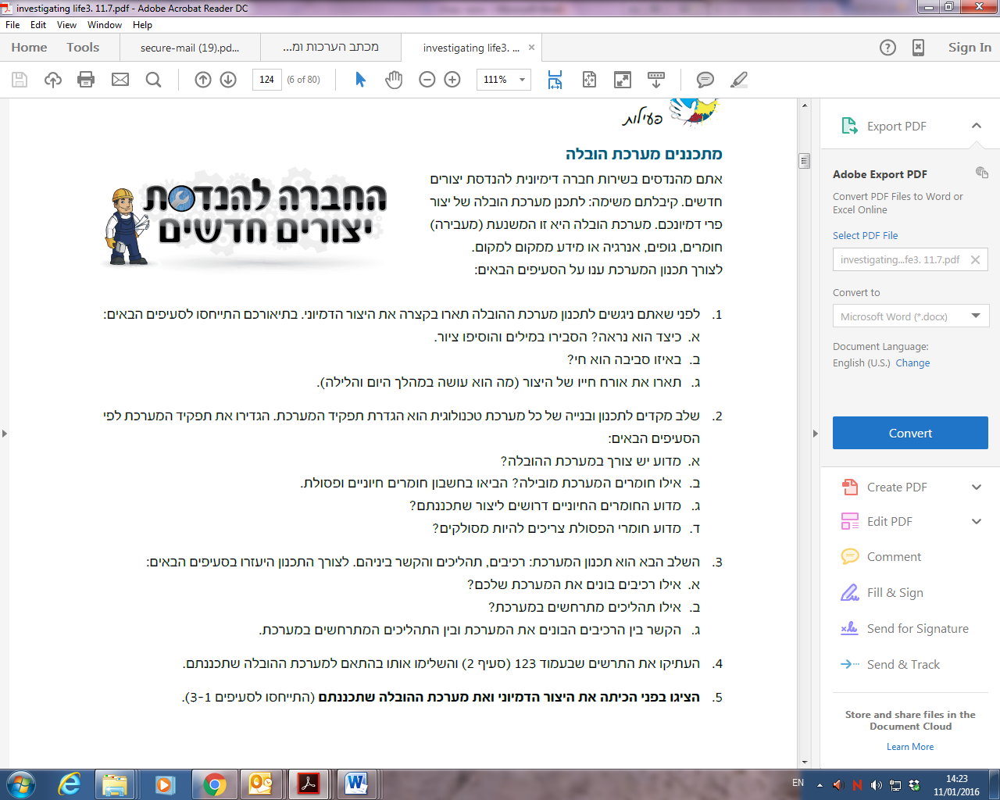 investigating life3. 11.7.pdf - Adobe Acrobat Reader DC
File Edit View Window Help
Home Tools secure-mail (19).pd... מכתב הערכות ומ... investigating life3. ... × Sign In
124 (6 of 80) 111%
פעילות
מתכננים מערכת הובלה
אתם מהנדסים בשירות חברה דימיונית להנדסת יצורים
חדשים. קיבלתם משימה: לתכנן מערכת הובלה של יצור
פרי דמיונכם. מערכת הובלה היא זו המשנעת (מעבירה)
חומרים, גופים, אנרגיה או מידע ממקום למקום.
לצורך תכנון המערכת ענו על הסעיפים הבאים:
החברה להנדסת
יצורים חדשים
1. לפני שאתם ניגשים לתכנון מערכת ההובלה תארו בקצרה את היצור הדמיוני. בתיאורכם התייחסו לסעיפים הבאים:
א. כיצד הוא נראה? הסבירו במילים והוסיפו ציור.
ב. באיזו סביבה הוא חי?
ג. תארו את אורח חייו של היצור (מה הוא עושה במהלך היום והלילה).
2. שלב מקדים לתכנון ובנייה של כל מערכת טכנולוגית הוא הגדרת תפקיד המערכת. הגדירו את תפקיד המערכת לפי
הסעיפים הבאים:
א. מדוע יש צורך במערכת ההובלה?
ב. אילו חומרים המערכת מובילה? הביאו בחשבון חומרים חיוניים ופסולת.
ג. מדוע החומרים החיוניים דרושים ליצור שתכננתם?
ד. מדוע חומרי הפסולת צריכים להיות מסולקים?
3. השלב הבא הוא תכנון המערכת: רכיבים, תהליכים והקשר ביניהם. לצורך התכנון היעזרו בסעיפים הבאים:
א. אילו רכיבים בונים את המערכת שלכם?
ב. אילו תהליכים מתרחשים במערכת?
ג. הקשר בין הרכיבים הבונים את המערכת ובין התהליכים המתרחשים במערכת.
4. העתיקו את התרשים שבעמוד 123 (סעיף 2) והשלימו אותו בהתאם למערכת ההובלה שתכננתם.
5. הציגו בפני הכיתה את היצור הדמיוני ואת מערכת ההובלה שתכננתם (התייחסו לסעיפים 3-1).
Export PDF
Adobe Export PDF
Convert PDF Files to Word or
Excel Online
Select PDF File
investigating...fe3. 11.7.pdf
Convert to
Microsoft Word (*.docx)
Document Language:
English (U.S.) Change
Convert
Create PDF
Edit PDF
Comment
Fill & Sign
Send for Signature
Send & Track
Store and share files in the
Document Cloud
Learn More
EN
14:23
11/01/2016